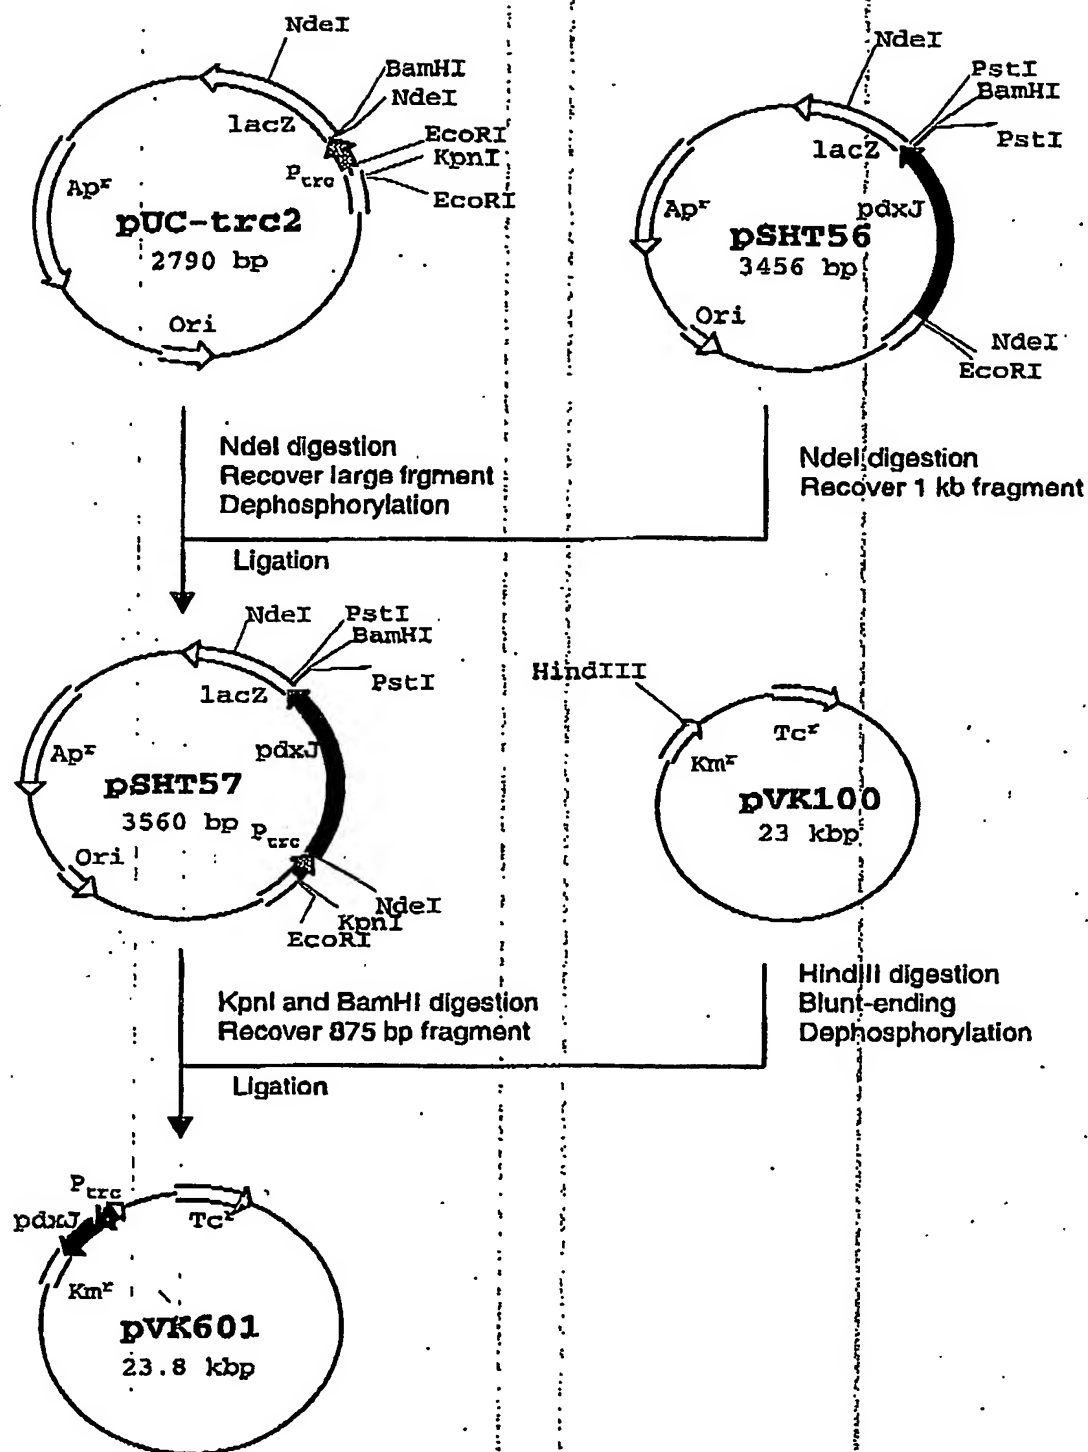 NdeI
BamHI
NdeI
lacZ
EcoRI
KpnI
Ptrc
EcoRI
Apr
pUC-trc2
2790 bp
Ori
NdeI
PstI
BamHI
PstI
lacZ
Apr
pdxJ
pSHT56
3456 bp
Ori
NdeI
EcoRI
NdeI digestion
Recover large frgment
Dephosphorylation
NdeI digestion
Recover 1 kb fragment
Ligation
NdeI
PstI
BamHI
PstI
lacZ
Apr
pdxJ
pSHT57
3560 bp
Ptrc
Ori
NdeI
KpnI
EcoRI
HindIII
Tcr
Kmr
pVK100
23 kbp
KpnI and BamHI digestion
Recover 875 bp fragment
HindIII digestion
Blunt-ending
Dephosphorylation
Ligation
Ptrc
pdxJ
Tcr
Kmr
pVK601
23.8 kbp